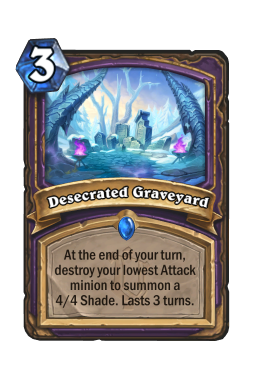 3
Desecrated Graveyard
At the end of your turn,
destroy your lowest Attack
minion to summon a
4/4 Shade. Lasts 3 turns.